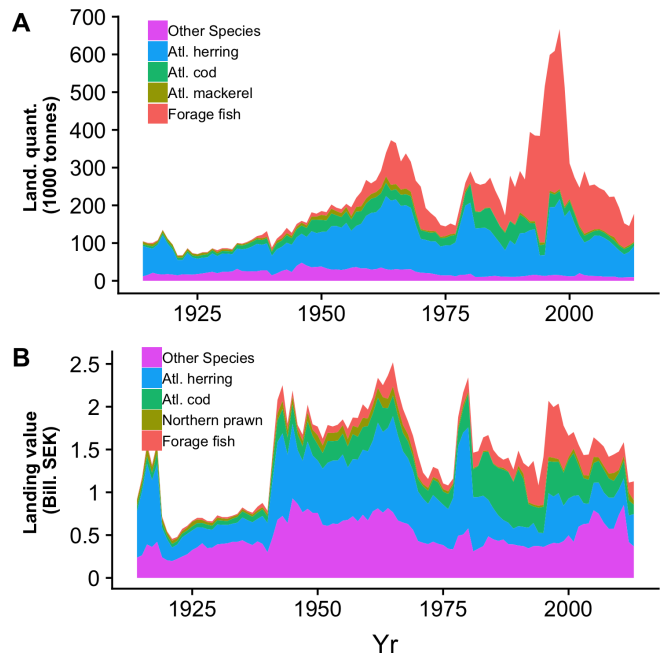 A
Land. quant.
(1000 tonnes)
700
600
500
400
300
200
100
0
Other Species
Atl. herring
Atl. cod
Atl. mackerel
Forage fish
1925
1950
1975
2000
B
Landing value
(Bill. SEK)
2.5
2
1.5
1
0.5
0
Other Species
Atl. herring
Atl. cod
Northern prawn
Forage fish
1925
1950
1975
2000
Yr